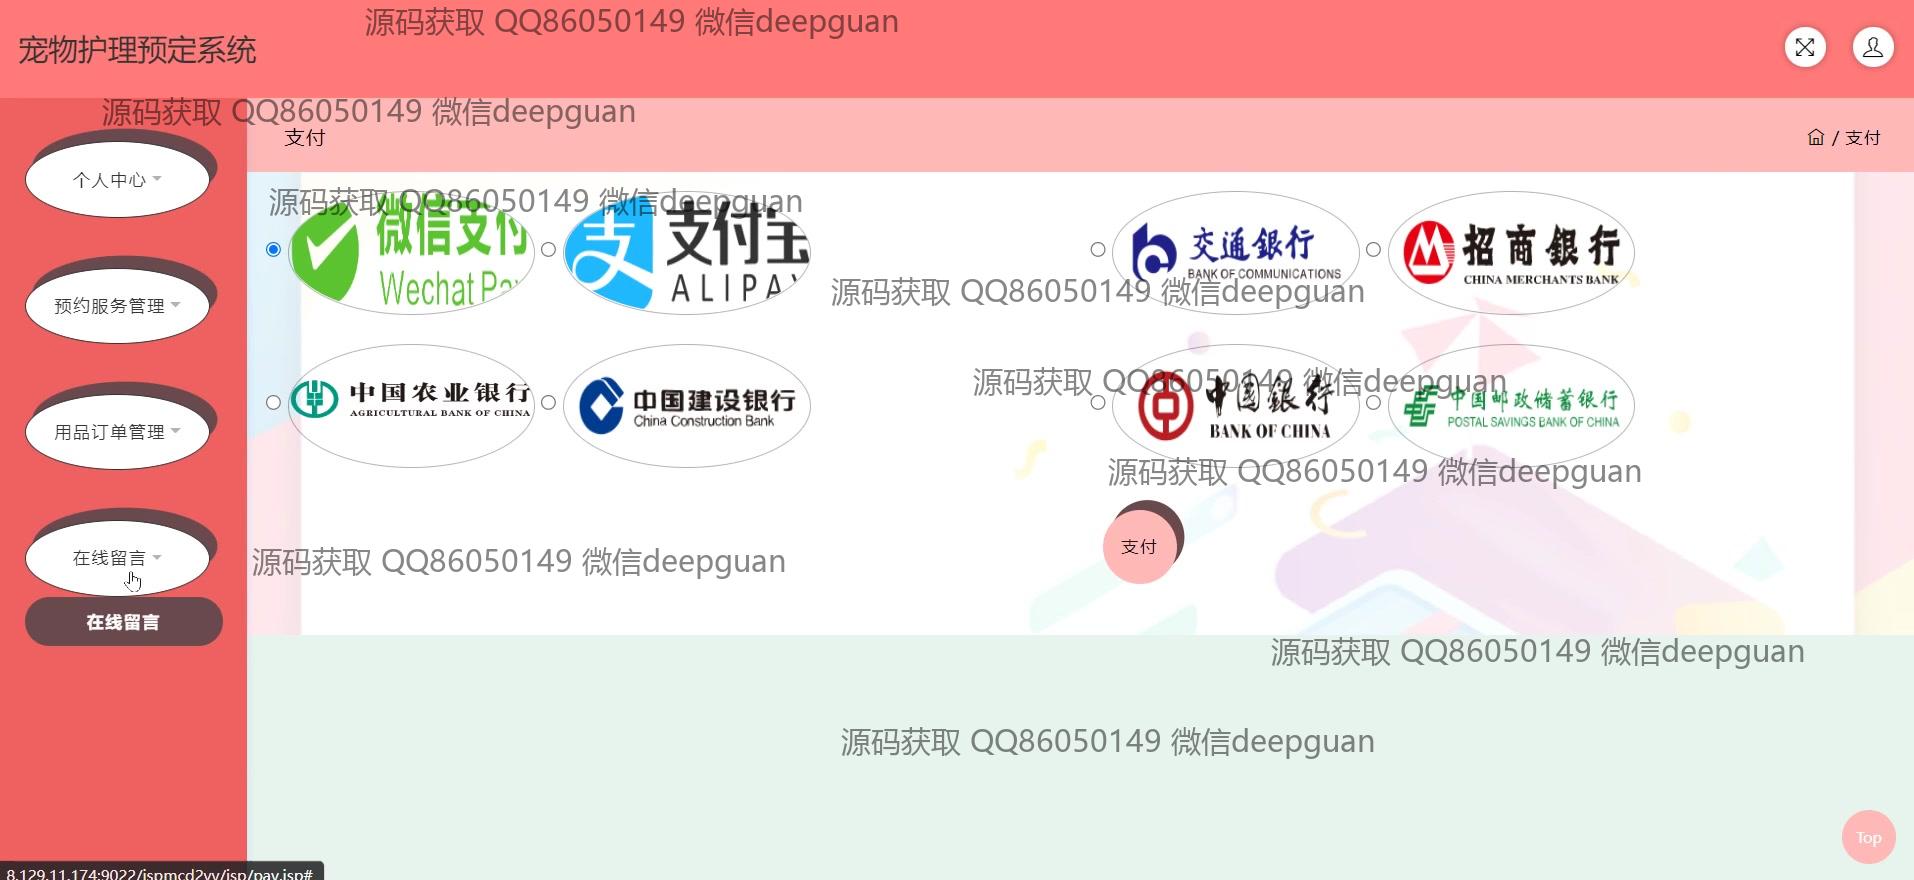 源码获取 QQ86050149 微信deepguan
宠物护理预定系统
源码获取 QQ86050149 微信deepguan
支付
/ 支付
个人中心
源码获取 QQ86050149 微信deepguan
微信支付
Wechat Pay
支付宝
ALIPAY
交通銀行
BANK OF COMMUNICATIONS
招商銀行
CHINA MERCHANTS BANK
源码获取 QQ86050149 微信deepguan
预约服务管理
源码获取 QQ86050149 微信deepguan
中国农业银行
AGRICULTURAL BANK OF CHINA
中国建设银行
China Construction Bank
中国銀行
BANK OF CHINA
中国邮政储蓄银行
POSTAL SAVINGS BANK OF CHINA
用品订单管理
源码获取 QQ86050149 微信deepguan
支付
在线留言
源码获取 QQ86050149 微信deepguan
在线留言
源码获取 QQ86050149 微信deepguan
源码获取 QQ86050149 微信deepguan
Top
8.129.11.174:9022/jspmcd2vv/jsp/pay.jsp#